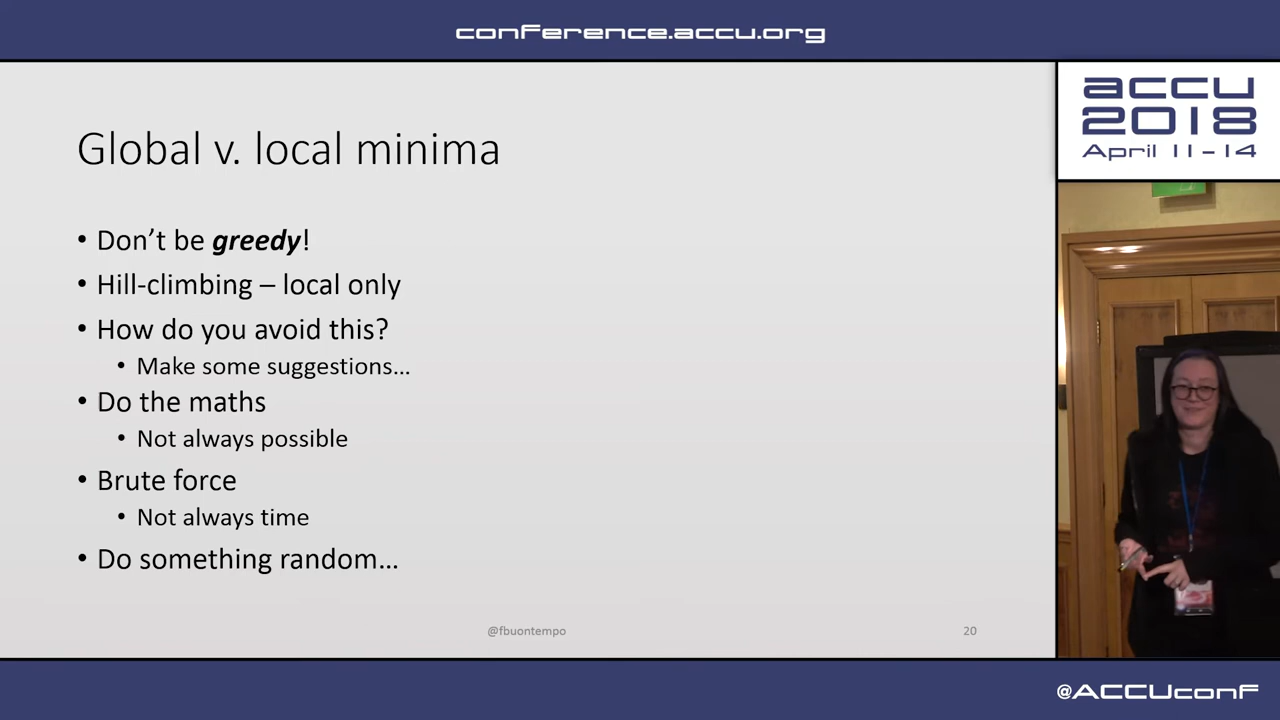 conference.accu.org
accu
2018
April 11-14
Global v. local minima
• Don't be greedy!
• Hill-climbing – local only
• How do you avoid this?
• Make some suggestions...
• Do the maths
• Not always possible
• Brute force
• Not always time
• Do something random...
@fbuontempo
20
@ACCUconf